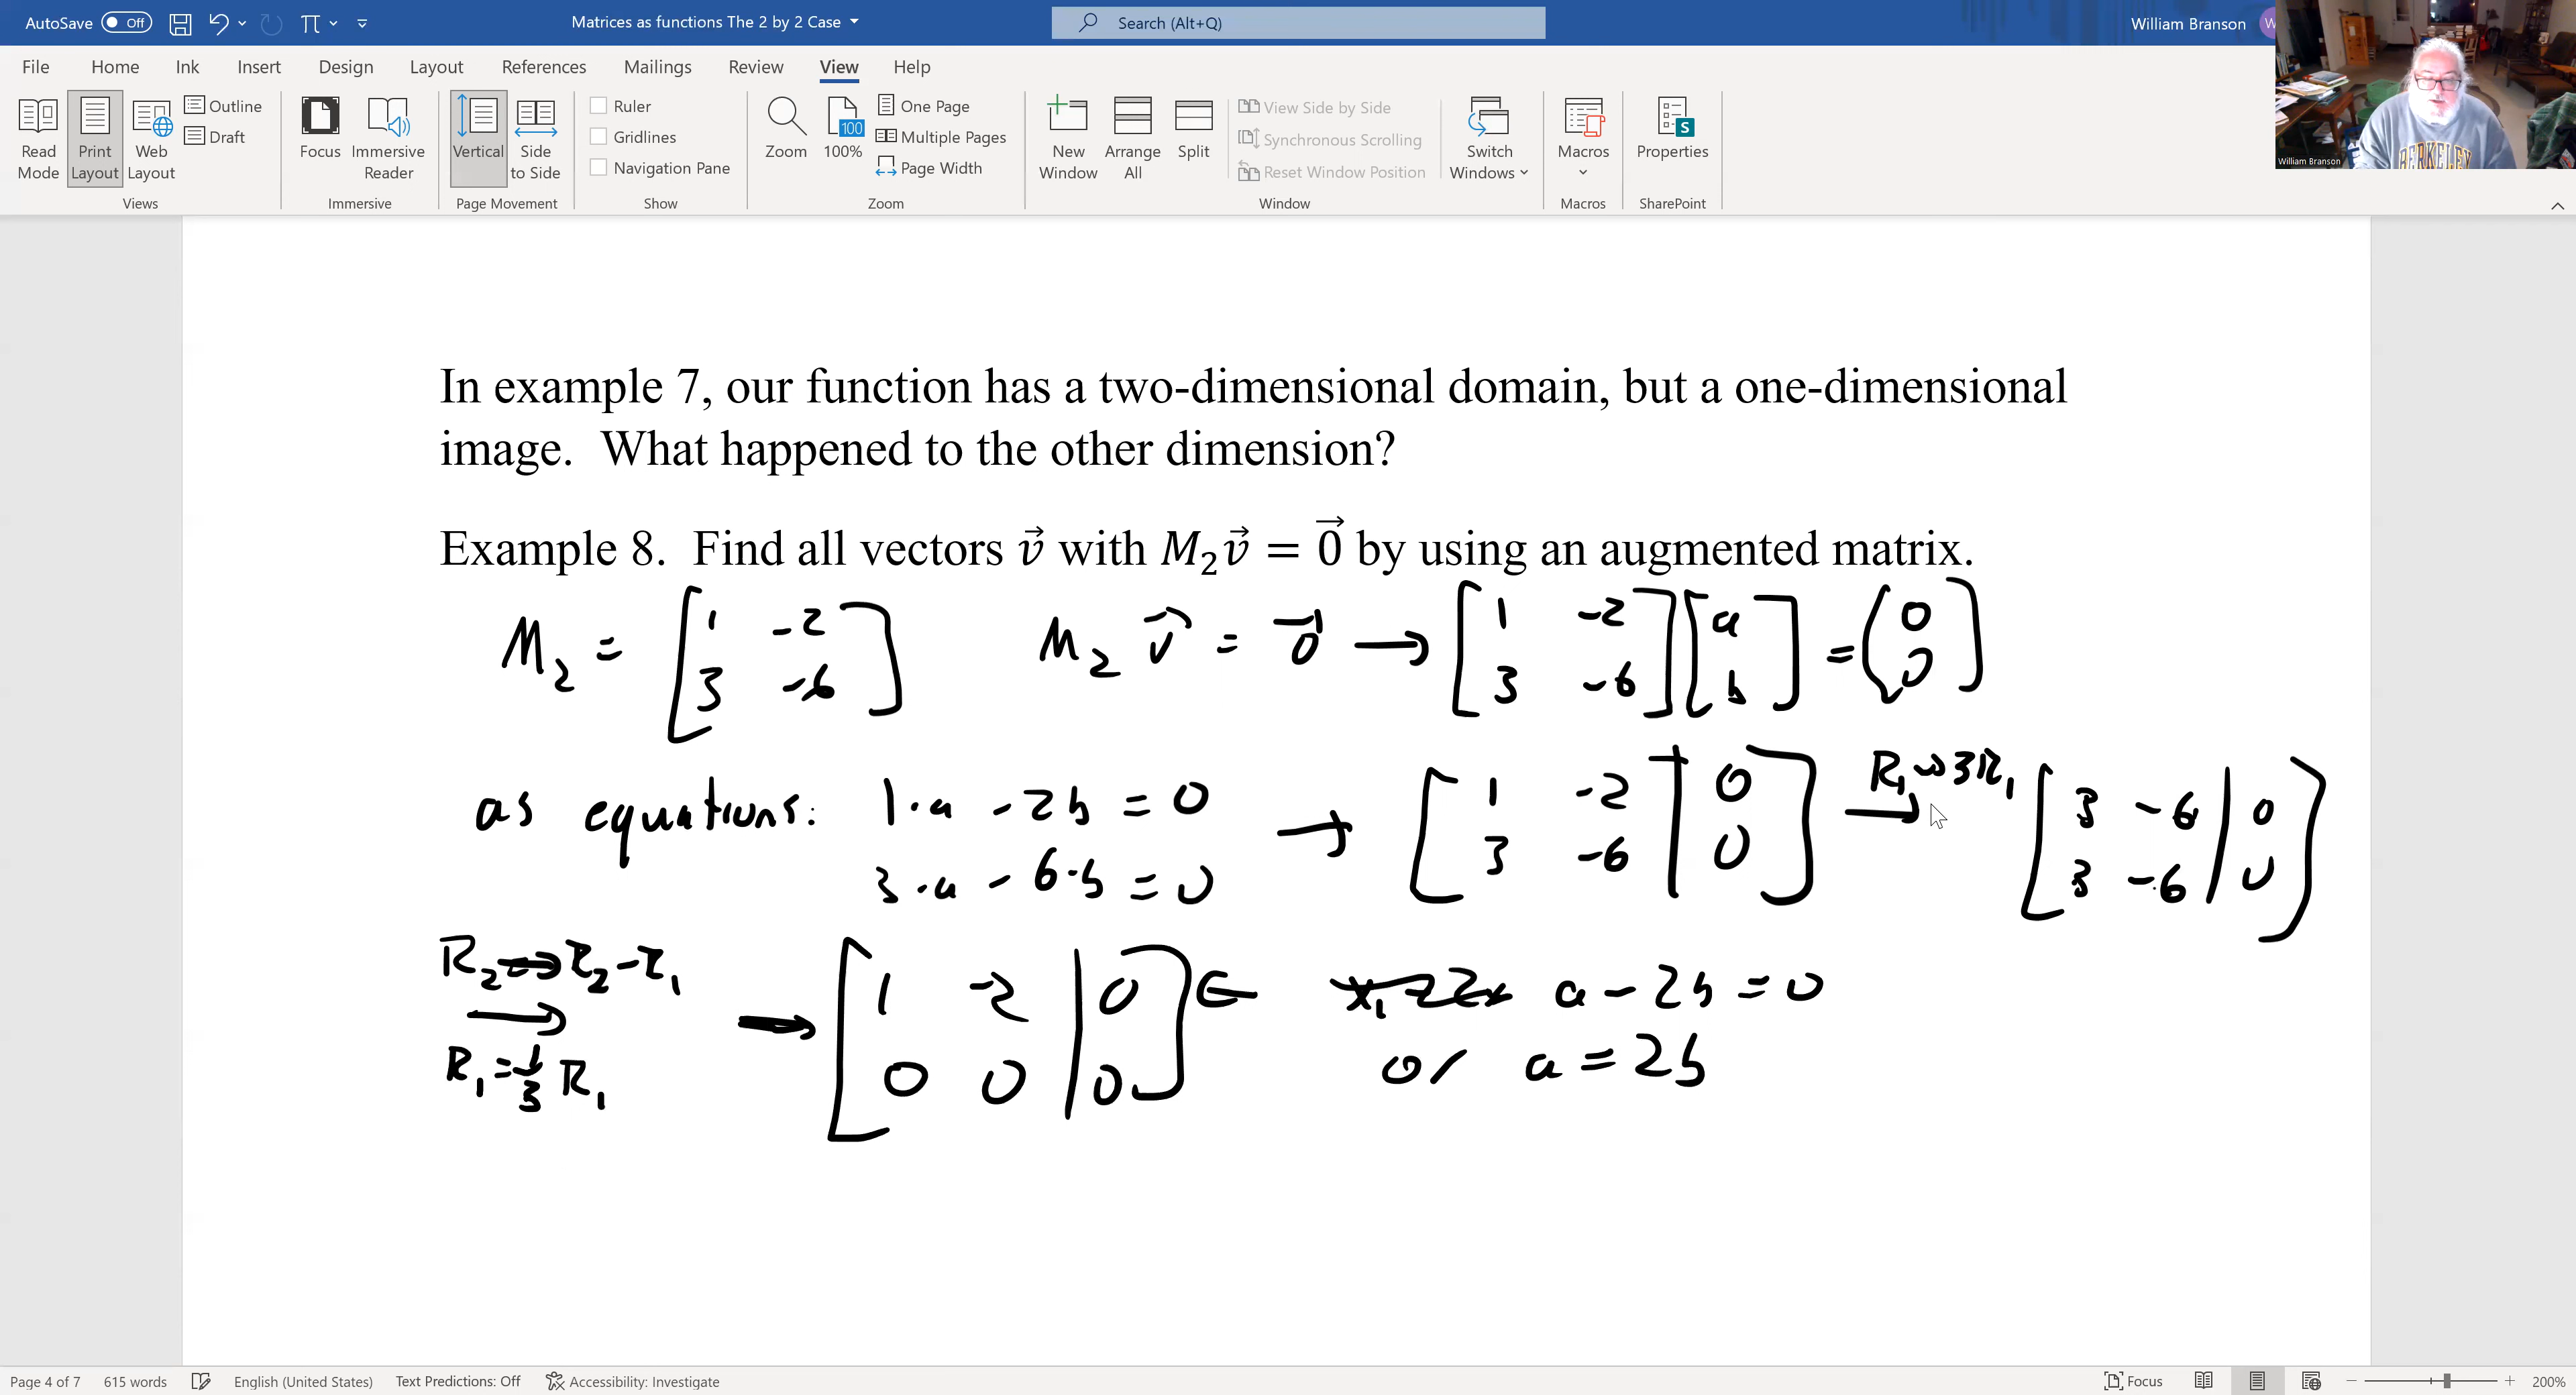 AutoSave Off Matrices as functions The 2 by 2 Case Search (Alt+Q) William Branson
File Home Ink Insert Design Layout References Mailings Review View Help
Read Mode Print Layout Web Layout Outline Draft Focus Immersive Reader Vertical Side to Side Ruler Gridlines Navigation Pane Zoom 100 100% One Page Multiple Pages Page Width New Window Arrange All Split View Side by Side Synchronous Scrolling Reset Window Position Switch Windows Macros Properties
Views Immersive Page Movement Show Zoom Window Macros SharePoint
William Branson
BERKELEY
In example 7, our function has a two-dimensional domain, but a one-dimensional
image. What happened to the other dimension?
Example 8. Find all vectors v⃗ with M₂v⃗ = 0⃗ by using an augmented matrix.
M₂ = [1 -2; 3 -6] M₂ v⃗ = 0⃗ → [1 -2; 3 -6] [a; b] = [0; 0]
as equations: 1·a - 2b = 0
3·a - 6·b = 0
→ [1 -2 | 0; 3 -6 | 0] R₁→3R₁ → [3 -6 | 0; 3 -6 | 0]
R₂→R₂-R₁
→
R₁=1/3 R₁
→ [1 -2 | 0; 0 0 | 0] ← a - 2b = 0
or a = 2b
Page 4 of 7 615 words English (United States) Text Predictions: Off Accessibility: Investigate Focus 200%